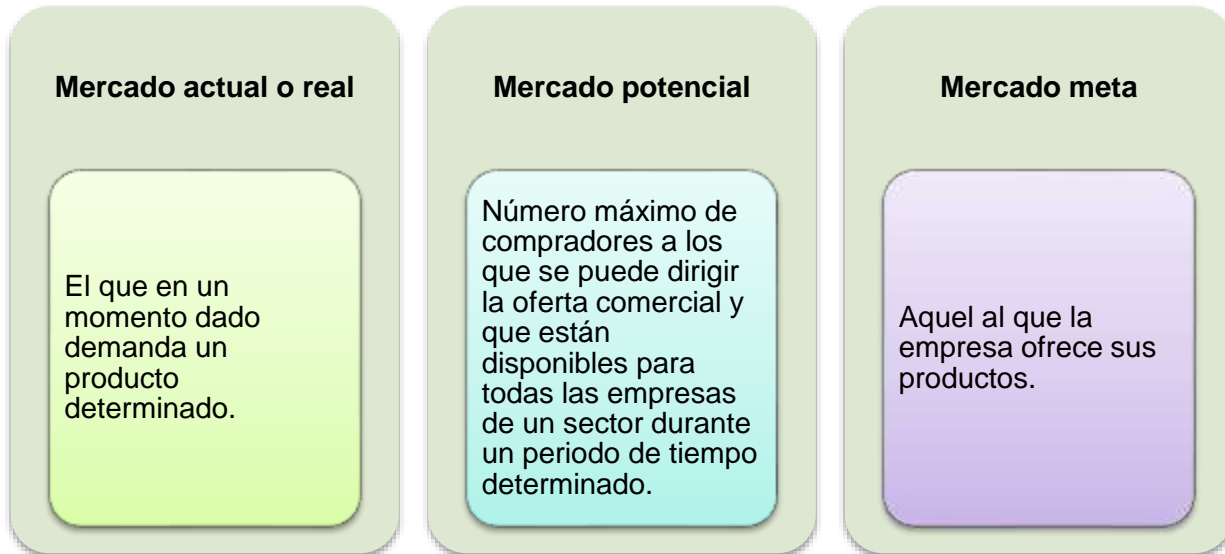 Mercado actual o real
El que en un
momento dado
demanda un
producto
determinado.
Mercado potencial
Número máximo de
compradores a los
que se puede dirigir
la oferta comercial y
que están
disponibles para
todas las empresas
de un sector durante
un periodo de tiempo
determinado.
Mercado meta
Aquel al que la
empresa ofrece sus
productos.